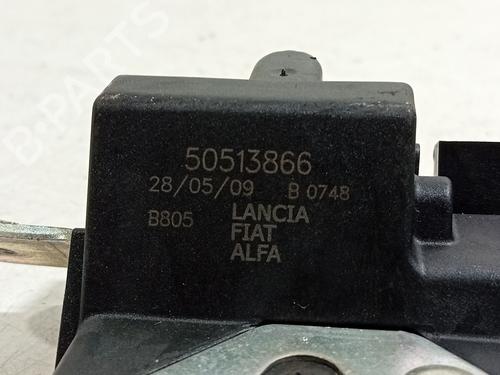 50513866
28/05/09 B 0748
B805 LANCIA
FIAT
ALFA
B-PARTS